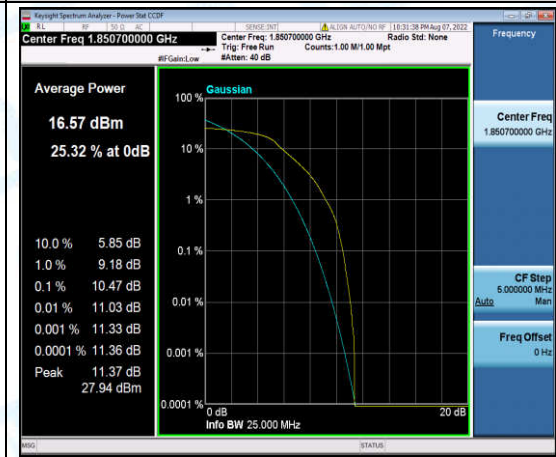 Keysight Spectrum Analyzer - Power Stat CCDF
RL RF 50 Ω AC SENSE:INT ALIGN AUTO/NO RF 10:31:38 PM Aug 07, 2022
Center Freq 1.850700000 GHz
Center Freq: 1.850700000 GHz Radio Std: None
Trig: Free Run Counts:1.00 M/1.00 Mpt
#IFGain:Low #Atten: 40 dB
Frequency
Average Power
16.57 dBm
25.32 % at 0dB
10.0 % 5.85 dB
1.0 % 9.18 dB
0.1 % 10.47 dB
0.01 % 11.03 dB
0.001 % 11.33 dB
0.0001 % 11.36 dB
Peak 11.37 dB
27.94 dBm
Gaussian
100 %
10 %
1 %
0.1 %
0.01 %
0.001 %
0.0001 %
0 dB 20 dB
Info BW 25.000 MHz
Center Freq
1.850700000 GHz
CF Step
5.000000 MHz
Auto Man
Freq Offset
0 Hz
MSG STATUS